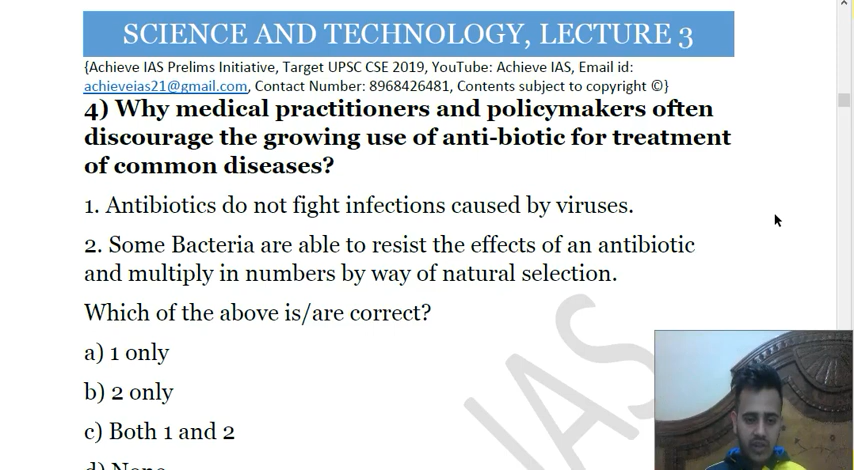 SCIENCE AND TECHNOLOGY, LECTURE 3
{Achieve IAS Prelims Initiative, Target UPSC CSE 2019, YouTube: Achieve IAS, Email id:
achieveias21@gmail.com, Contact Number: 8968426481, Contents subject to copyright ©}
4) Why medical practitioners and policymakers often
discourage the growing use of anti-biotic for treatment
of common diseases?
1. Antibiotics do not fight infections caused by viruses.
2. Some Bacteria are able to resist the effects of an antibiotic
and multiply in numbers by way of natural selection.
Which of the above is/are correct?
a) 1 only
b) 2 only
c) Both 1 and 2
d) None
IAS